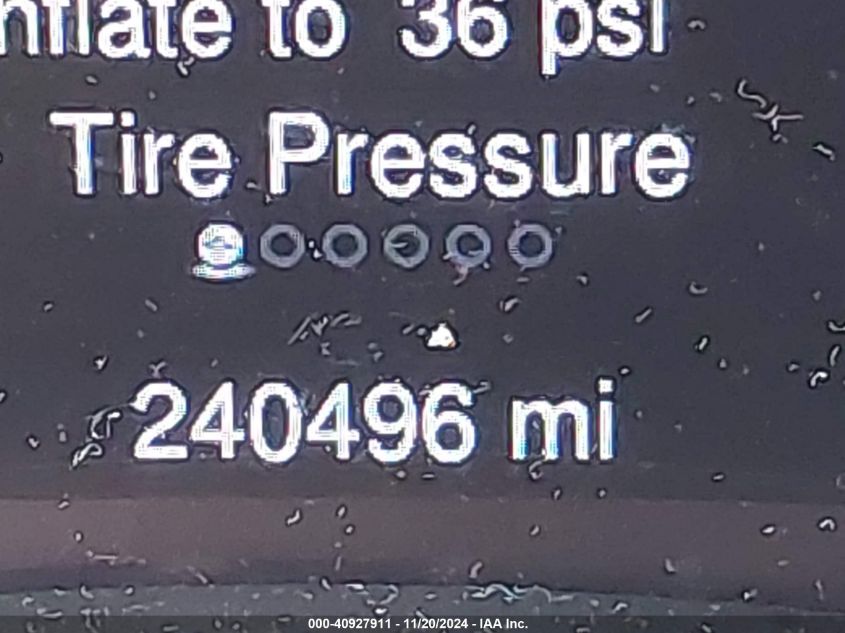 nflate to 36 psi
Tire Pressure
240496 mi
000-40927911 - 11/20/2024 - IAA Inc.